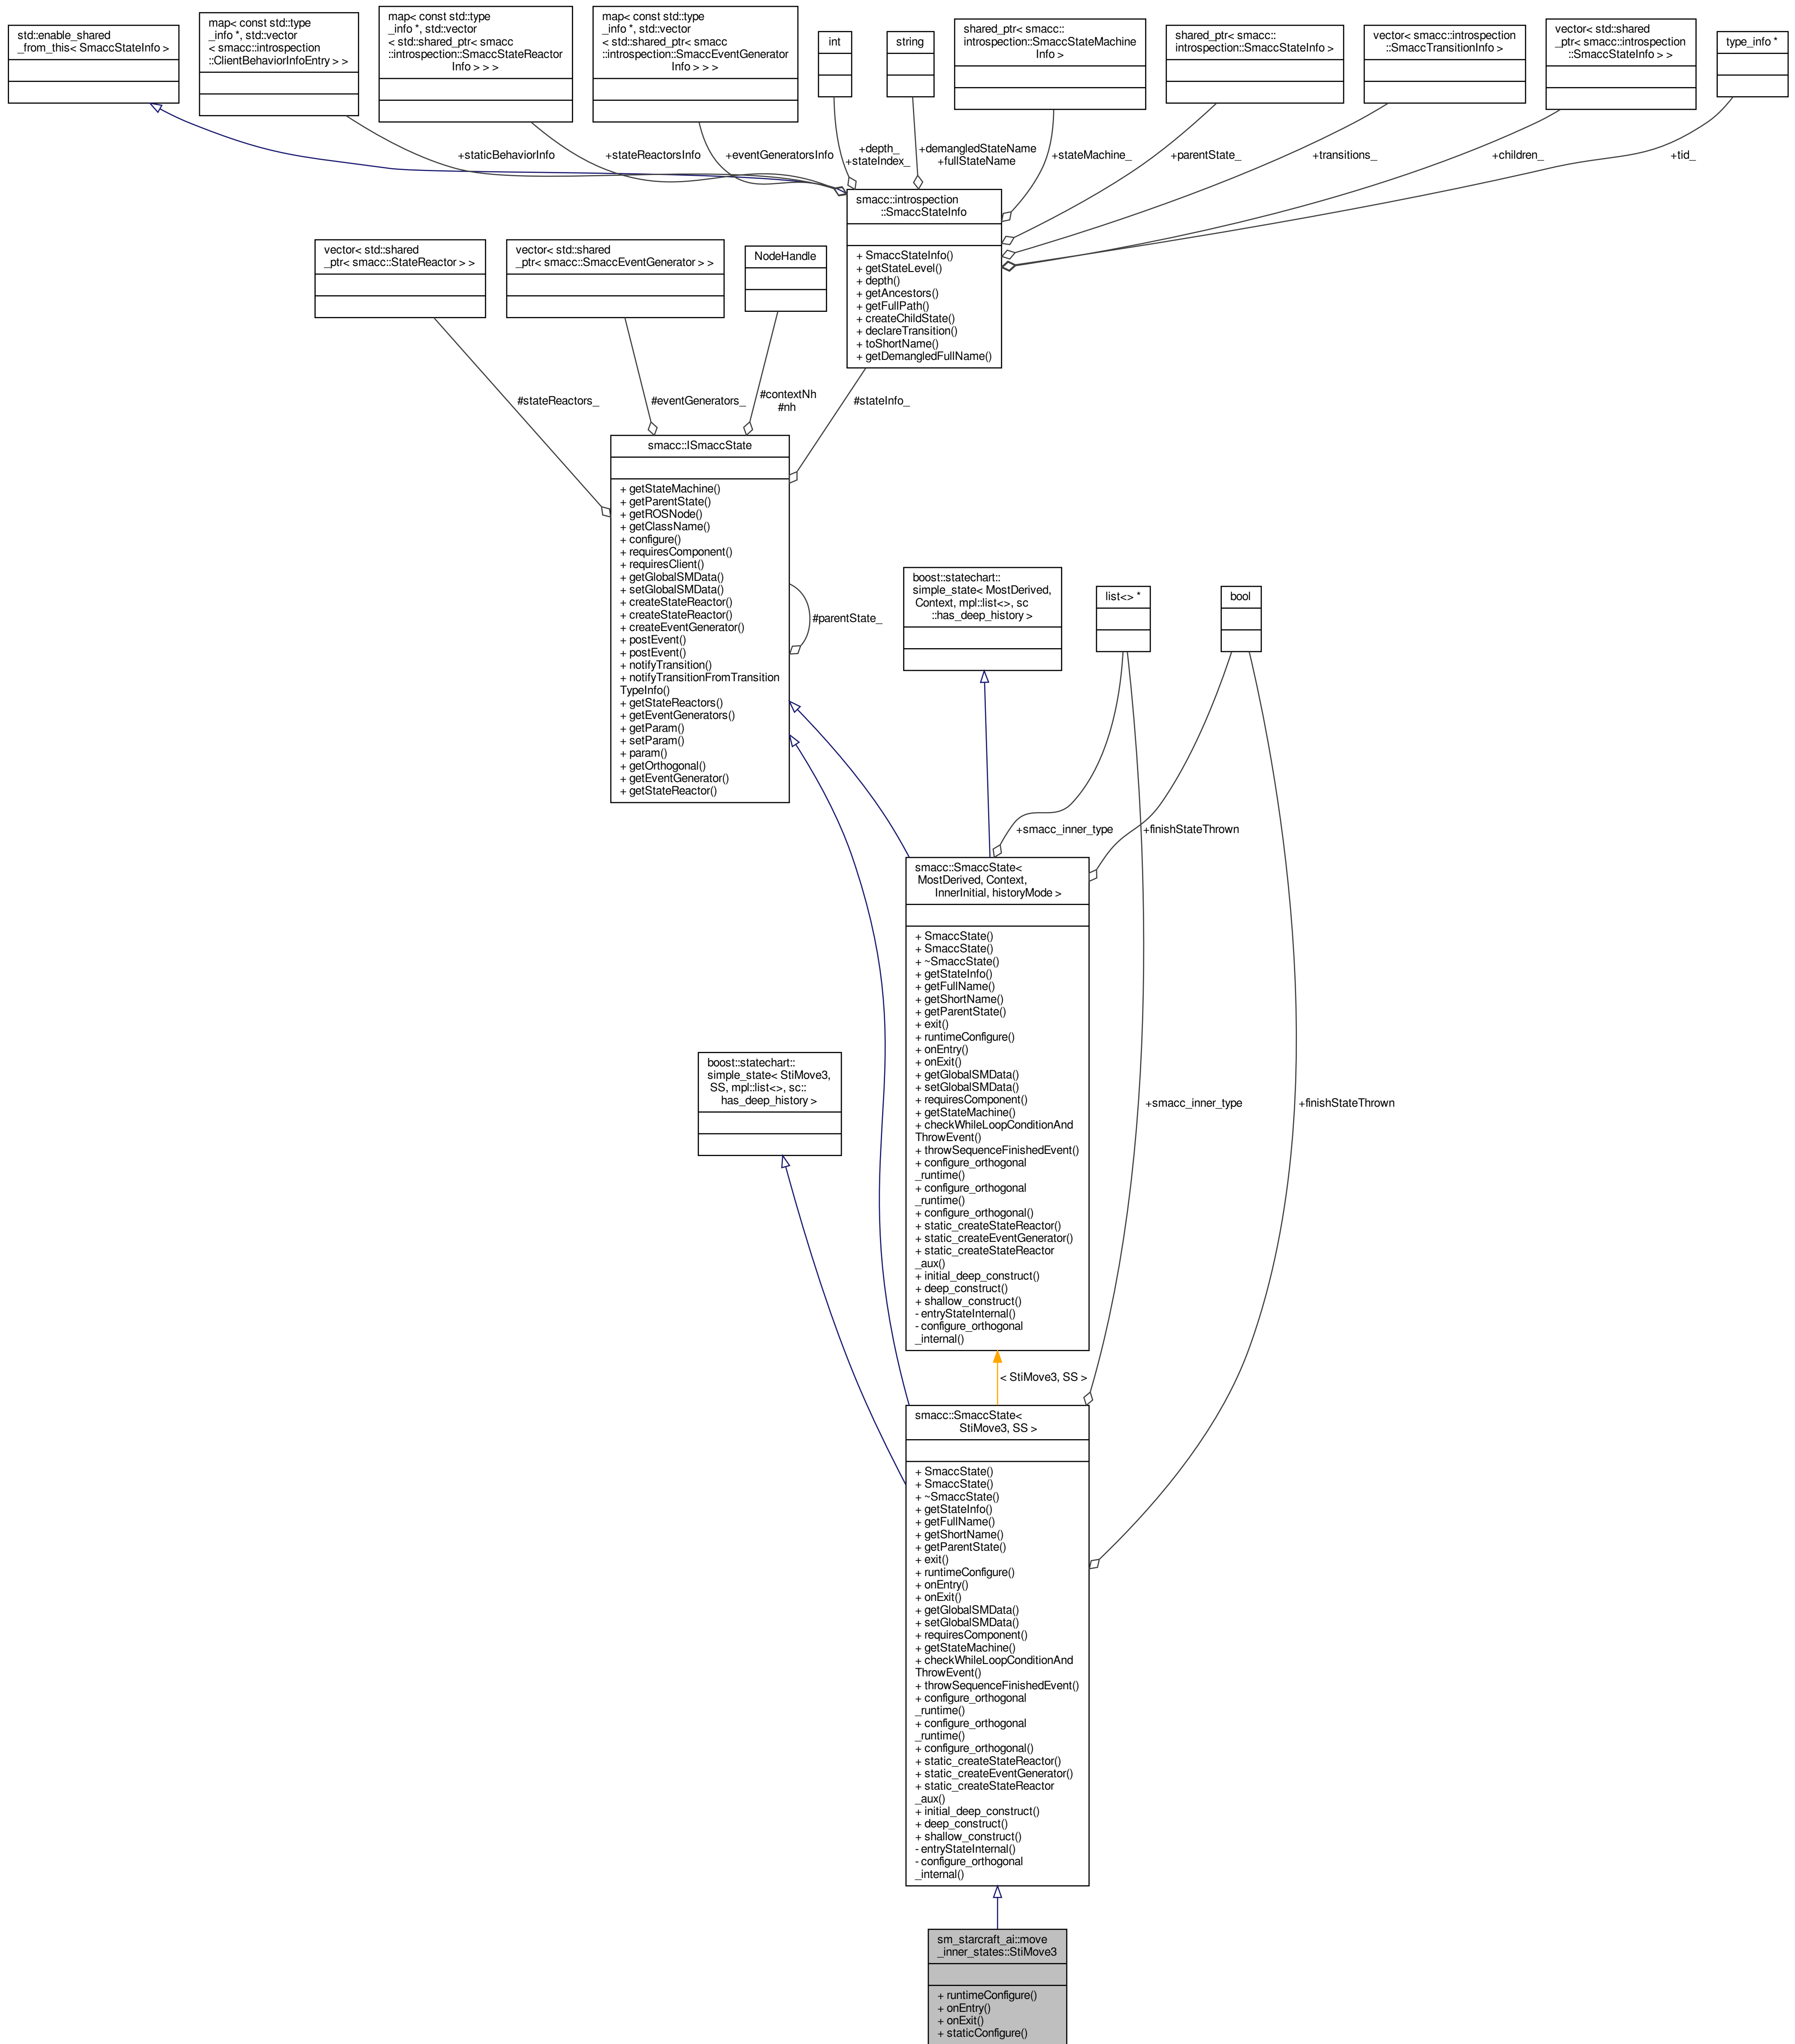 std::enable_shared
_from_this< SmaccStateInfo >
map< const std::type
_info *, std::vector
< smacc::introspection
::ClientBehaviorInfoEntry > >
map< const std::type
_info *, std::vector
< std::shared_ptr< smacc
::introspection::SmaccStateReactor
Info > > >
map< const std::type
_info *, std::vector
< std::shared_ptr< smacc
::introspection::SmaccEventGenerator
Info > > >
int
string
shared_ptr< smacc::
introspection::SmaccStateMachine
Info >
shared_ptr< smacc::
introspection::SmaccStateInfo >
vector< smacc::introspection
::SmaccTransitionInfo >
vector< std::shared
_ptr< smacc::introspection
::SmaccStateInfo > >
type_info *
+staticBehaviorInfo
+stateReactorsInfo
+eventGeneratorsInfo
+depth_
+stateIndex_
+demangledStateName
+fullStateName
+stateMachine_
+parentState_
+transitions_
+children_
+tid_
smacc::introspection
::SmaccStateInfo
+ SmaccStateInfo()
+ getStateLevel()
+ depth()
+ getAncestors()
+ getFullPath()
+ createChildState()
+ declareTransition()
+ toShortName()
+ getDemangledFullName()
vector< std::shared
_ptr< smacc::StateReactor > >
vector< std::shared
_ptr< smacc::SmaccEventGenerator > >
NodeHandle
#stateReactors_
#eventGenerators_
#contextNh
#nh
#stateInfo_
smacc::ISmaccState
+ getStateMachine()
+ getParentState()
+ getROSNode()
+ getClassName()
+ configure()
+ requiresComponent()
+ requiresClient()
+ getGlobalSMData()
+ setGlobalSMData()
+ createStateReactor()
+ createStateReactor()
+ createEventGenerator()
+ postEvent()
+ postEvent()
+ notifyTransition()
+ notifyTransitionFromTransition
TypeInfo()
+ getStateReactors()
+ getEventGenerators()
+ getParam()
+ setParam()
+ param()
+ getOrthogonal()
+ getEventGenerator()
+ getStateReactor()
#parentState_
boost::statechart::
simple_state< MostDerived,
Context, mpl::list<>, sc
::has_deep_history >
list<> *
bool
+smacc_inner_type
+finishStateThrown
smacc::SmaccState<
MostDerived, Context,
InnerInitial, historyMode >
+ SmaccState()
+ SmaccState()
+ ~SmaccState()
+ getStateInfo()
+ getFullName()
+ getShortName()
+ getParentState()
+ exit()
+ runtimeConfigure()
+ onEntry()
+ onExit()
+ getGlobalSMData()
+ setGlobalSMData()
+ requiresComponent()
+ getStateMachine()
+ checkWhileLoopConditionAnd
ThrowEvent()
+ throwSequenceFinishedEvent()
+ configure_orthogonal
_runtime()
+ configure_orthogonal
_runtime()
+ configure_orthogonal()
+ static_createStateReactor()
+ static_createEventGenerator()
+ static_createStateReactor
_aux()
+ initial_deep_construct()
+ deep_construct()
+ shallow_construct()
- entryStateInternal()
- configure_orthogonal
_internal()
boost::statechart::
simple_state< StiMove3,
SS, mpl::list<>, sc::
has_deep_history >
+smacc_inner_type
+finishStateThrown
< StiMove3, SS >
smacc::SmaccState<
StiMove3, SS >
+ SmaccState()
+ SmaccState()
+ ~SmaccState()
+ getStateInfo()
+ getFullName()
+ getShortName()
+ getParentState()
+ exit()
+ runtimeConfigure()
+ onEntry()
+ onExit()
+ getGlobalSMData()
+ setGlobalSMData()
+ requiresComponent()
+ getStateMachine()
+ checkWhileLoopConditionAnd
ThrowEvent()
+ throwSequenceFinishedEvent()
+ configure_orthogonal
_runtime()
+ configure_orthogonal
_runtime()
+ configure_orthogonal()
+ static_createStateReactor()
+ static_createEventGenerator()
+ static_createStateReactor
_aux()
+ initial_deep_construct()
+ deep_construct()
+ shallow_construct()
- entryStateInternal()
- configure_orthogonal
_internal()
sm_starcraft_ai::move
_inner_states::StiMove3
+ runtimeConfigure()
+ onEntry()
+ onExit()
+ staticConfigure()